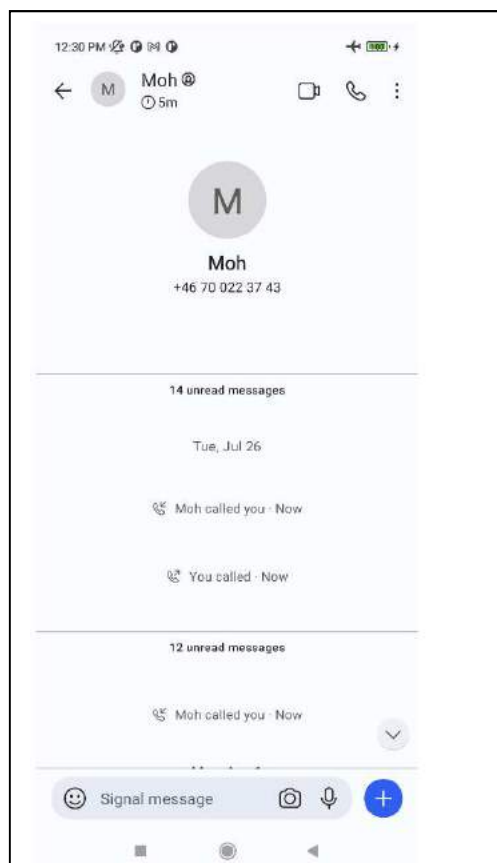 12:30 PM
M
Moh
5m
M
Moh
+46 70 022 37 43
14 unread messages
Tue, Jul 26
Moh called you · Now
You called · Now
12 unread messages
Moh called you · Now
Signal message